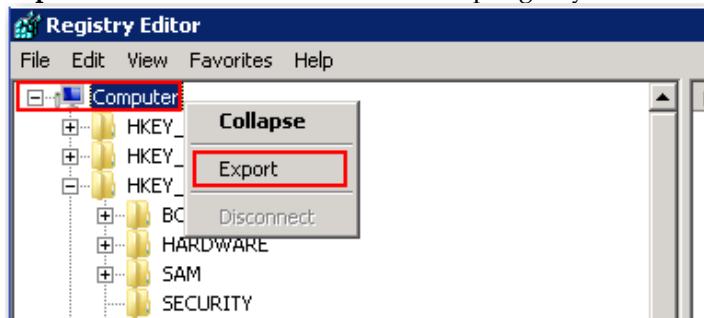 Registry Editor
File Edit View Favorites Help
Computer
HKEY_
Collapse
HKEY_
Export
HKEY_
BC
Disconnect
HARDWARE
SAM
SECURITY